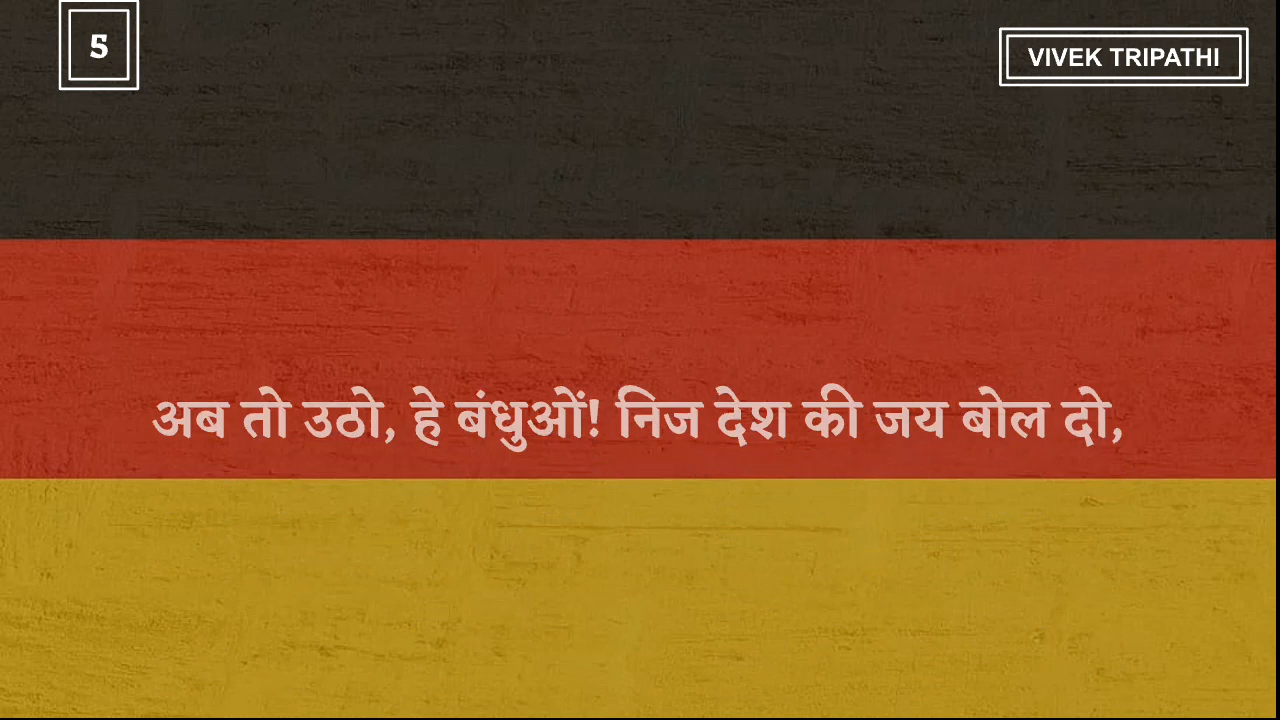 5
VIVEK TRIPATHI
अब तो उठो, हे बंधुओं! निज देश की जय बोल दो,